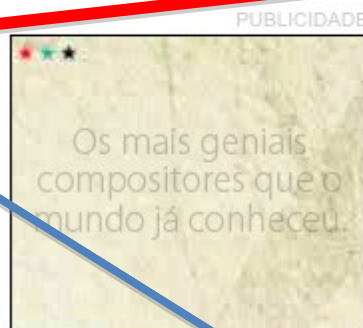 PUBLICIDADE
Os mais geniais
compositores que o
mundo já conheceu.